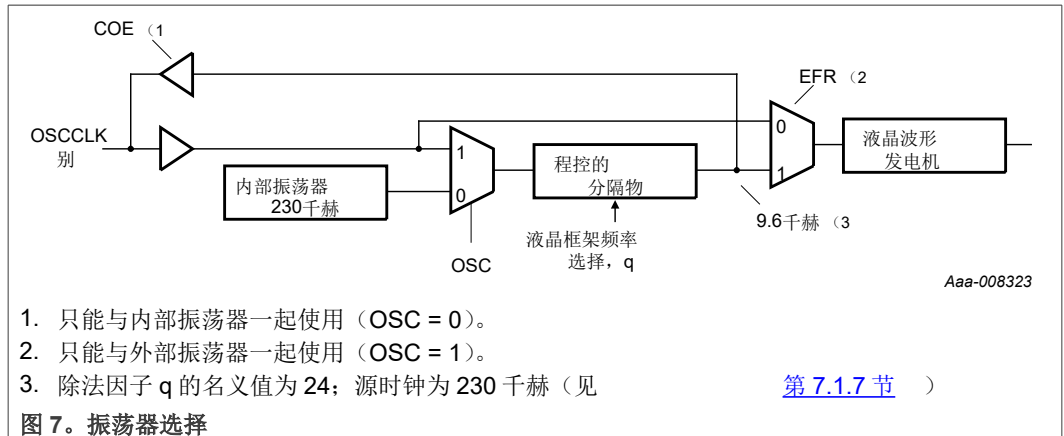 COE（1
EFR（2
OSCCLK
别
0
1
液晶波形
发电机
内部振荡器
230千赫
0
程控的
分隔物
1
9.6千赫（3
液晶框架频率
选择，q
OSC
Aaa-008323
1. 只能与内部振荡器一起使用（OSC = 0）。
2. 只能与外部振荡器一起使用（OSC = 1）。
3. 除法因子 q 的名义值为 24；源时钟为 230 千赫（见 第 7.1.7 节 ）
图 7。振荡器选择